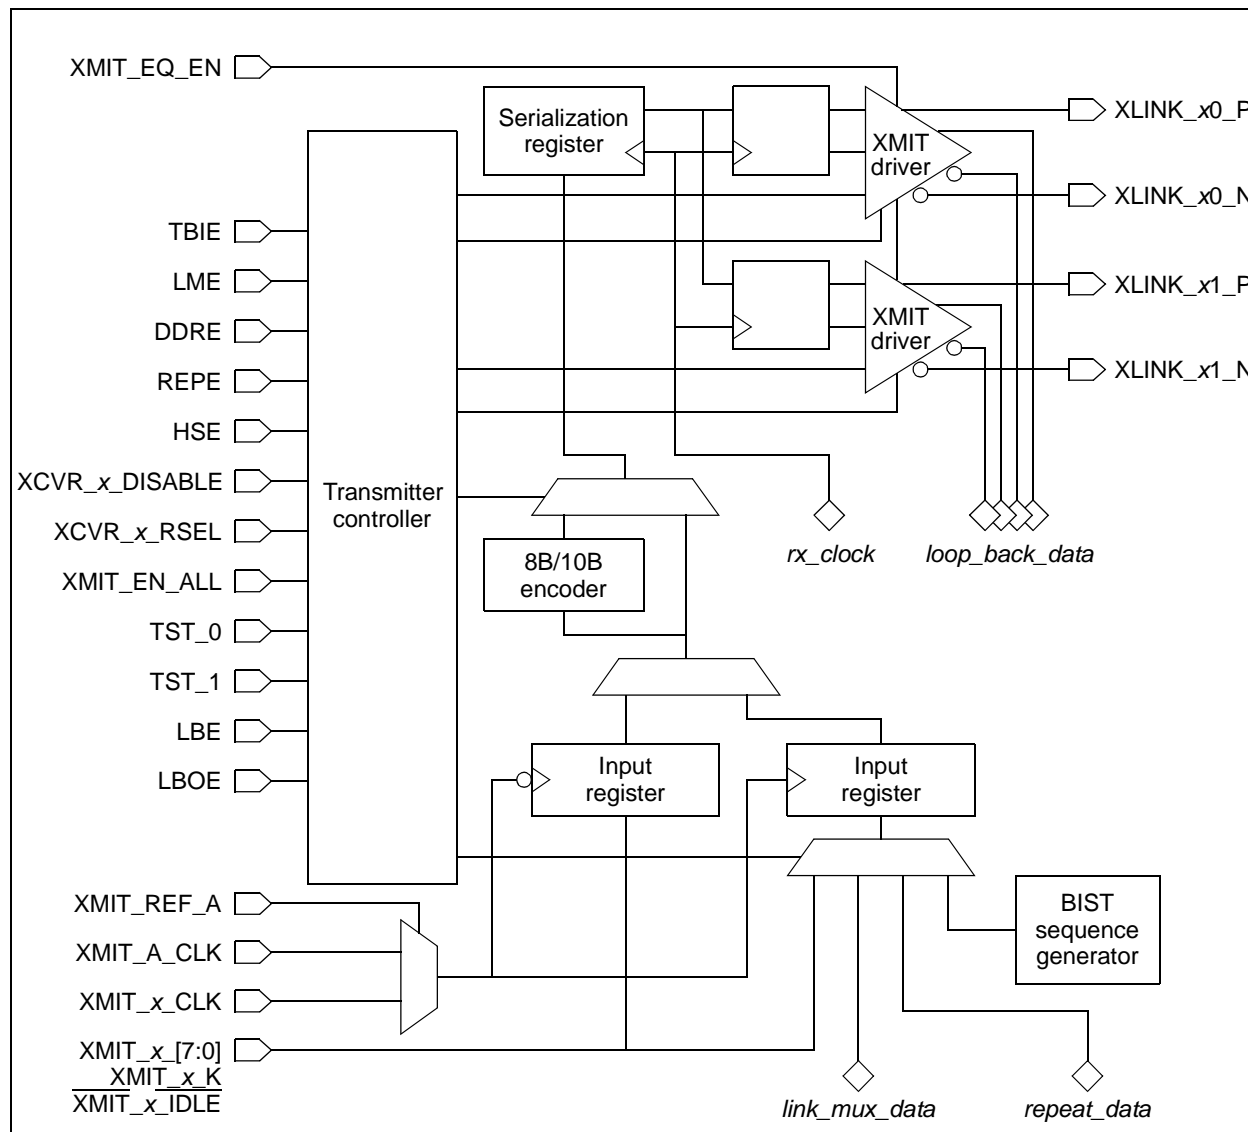 XMIT_EQ_EN
Serialization
register
XMIT
driver
XLINK_x0_P
XLINK_x0_N
XMIT
driver
XLINK_x1_P
XLINK_x1_N
TBIE
LME
DDRE
REPE
HSE
XCVR_x_DISABLE
XCVR_x_RSEL
XMIT_EN_ALL
TST_0
TST_1
LBE
LBOE
Transmitter
controller
rx_clock
loop_back_data
8B/10B
encoder
Input
register
Input
register
BIST
sequence
generator
XMIT_REF_A
XMIT_A_CLK
XMIT_x_CLK
XMIT_x_[7:0]
XMIT_x_K
XMIT_x_IDLE
link_mux_data
repeat_data